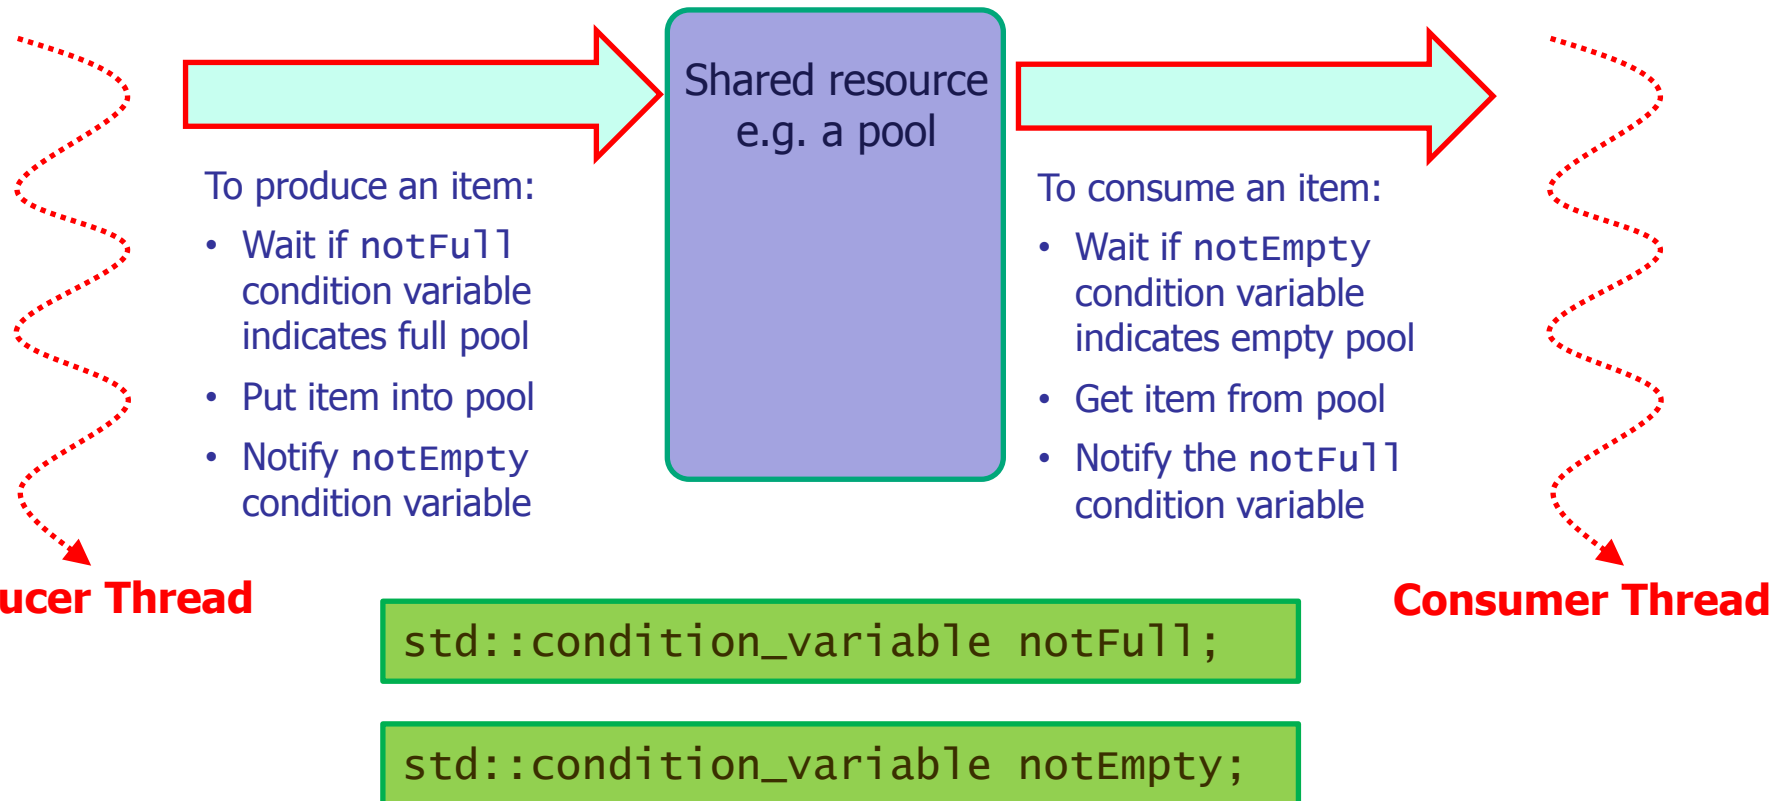 Shared resource
e.g. a pool
To produce an item:
• Wait if notFull
condition variable
indicates full pool
• Put item into pool
• Notify notEmpty
condition variable
To consume an item:
• Wait if notEmpty
condition variable
indicates empty pool
• Get item from pool
• Notify the notFull
condition variable
ucer Thread
Consumer Thread
std::condition_variable notFull;
std::condition_variable notEmpty;